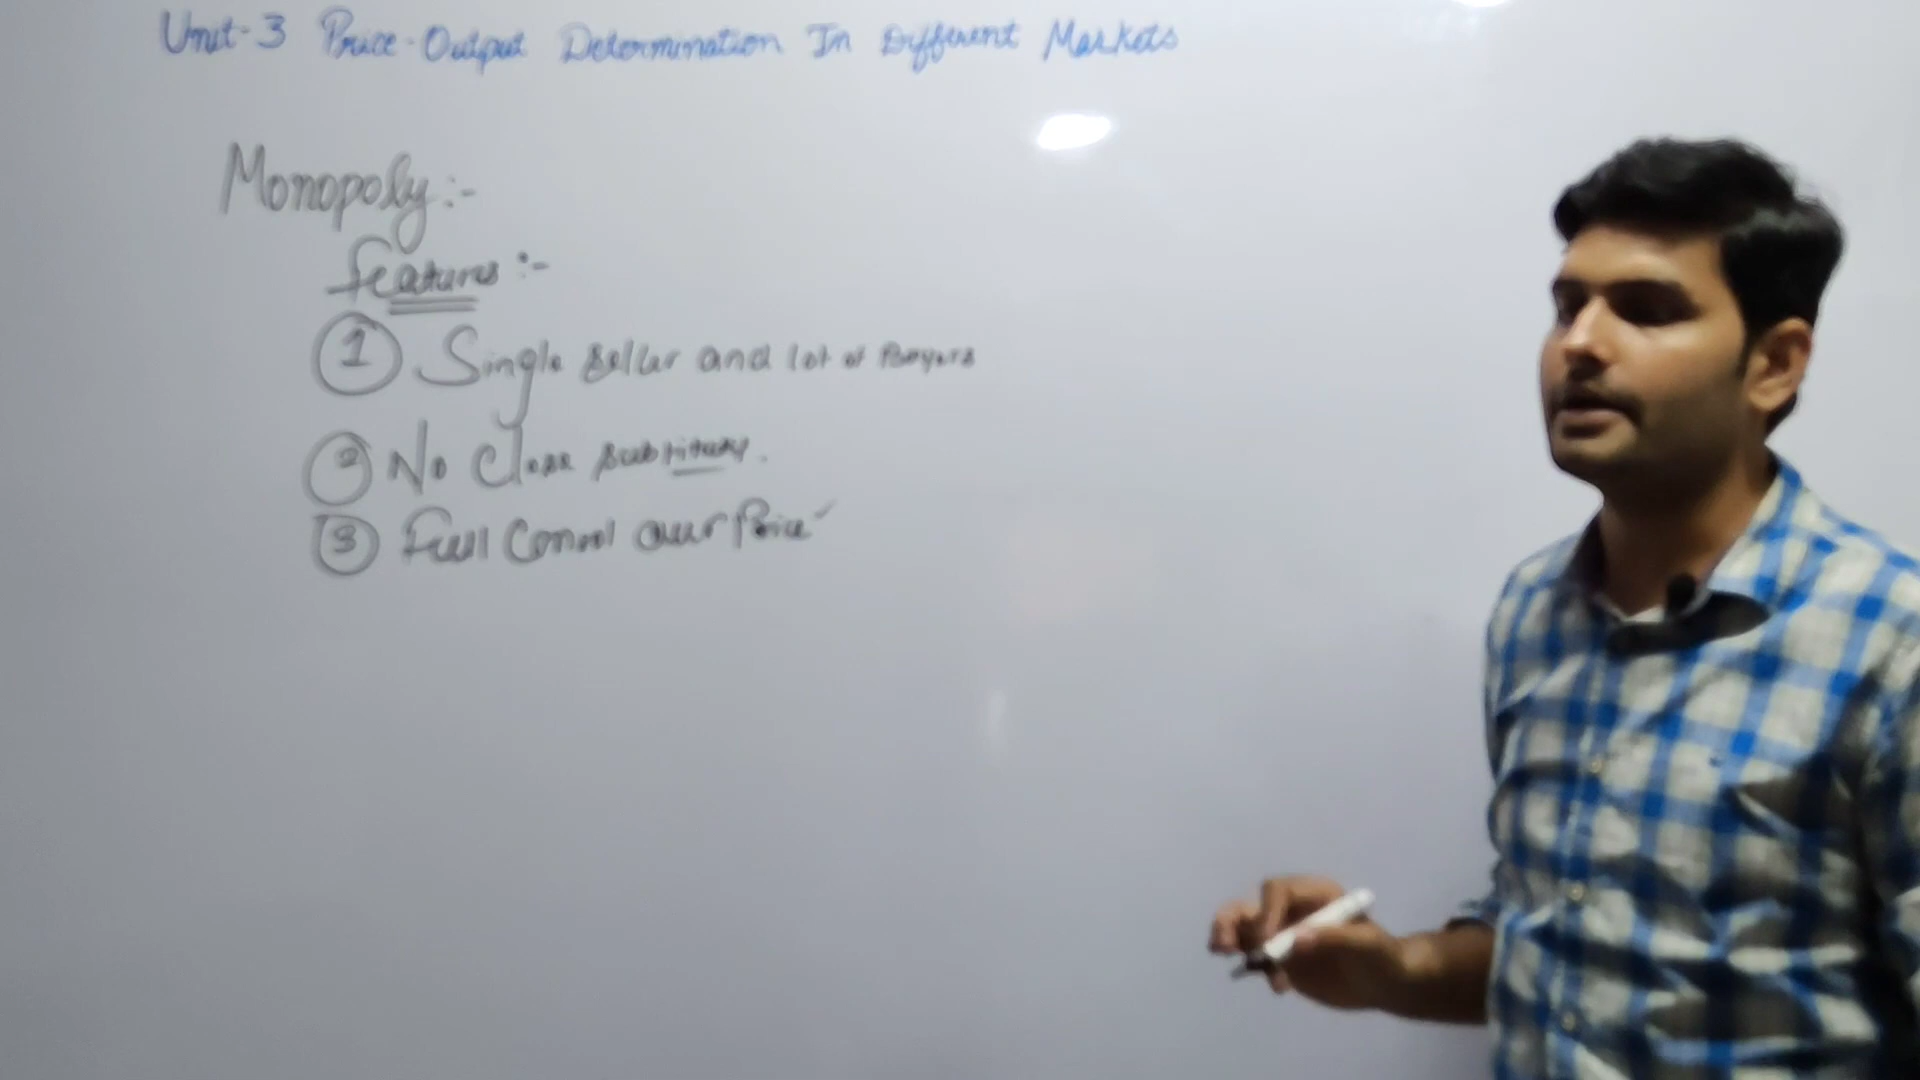 Unit-3 Price-Output Determination In Different Markets
Monopoly:-
Features:-
1 Single seller and lot of Buyers
2 No Close
3 Full Control over Price